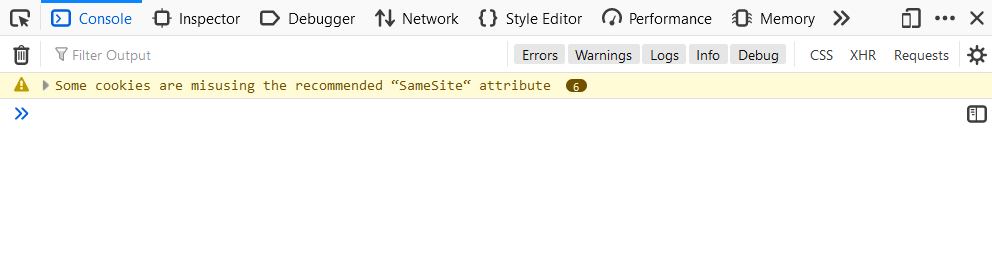 Console Inspector Debugger Network Style Editor Performance Memory
Filter Output Errors Warnings Logs Info Debug CSS XHR Requests
Some cookies are misusing the recommended “SameSite“ attribute 6